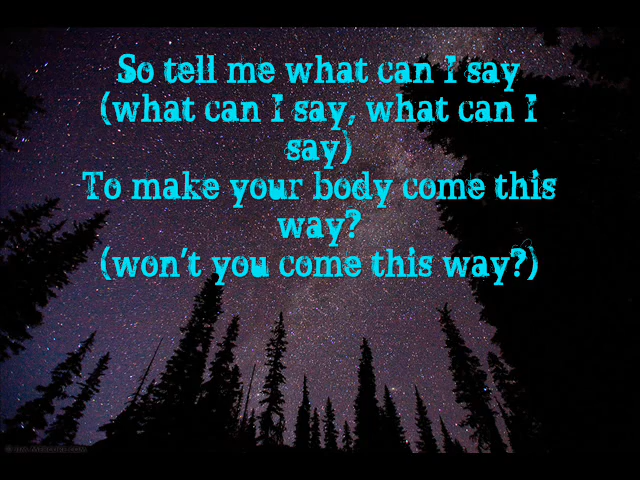 So tell me what can I say
(what can I say, what can I
say)
To make your body come this
way?
(won't you come this way?)